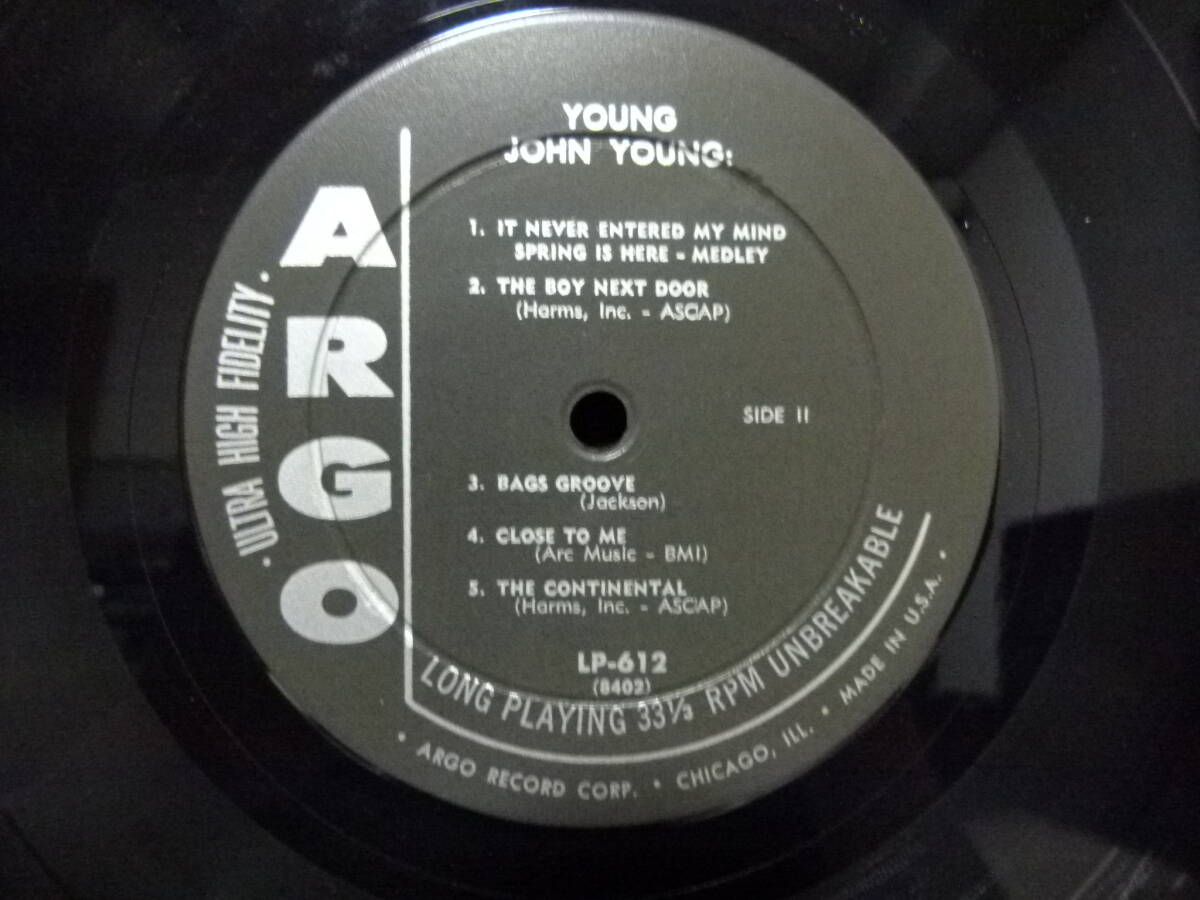 YOUNG
JOHN YOUNG:
1. IT NEVER ENTERED MY MIND
SPRING IS HERE - MEDLEY
2. THE BOY NEXT DOOR
(Harms, Inc. - ASCAP)
SIDE II
3. BAGS GROOVE
(Jackson)
4. CLOSE TO ME
(Arc Music - BMI)
5. THE CONTINENTAL
(Harms, Inc. - ASCAP)
LP-612
(8402)
ARGO
• ULTRA HIGH FIDELITY •
LONG PLAYING 33⅓ RPM UNBREAKABLE
• ARGO RECORD CORP. • CHICAGO, ILL. • MADE IN U.S.A. •